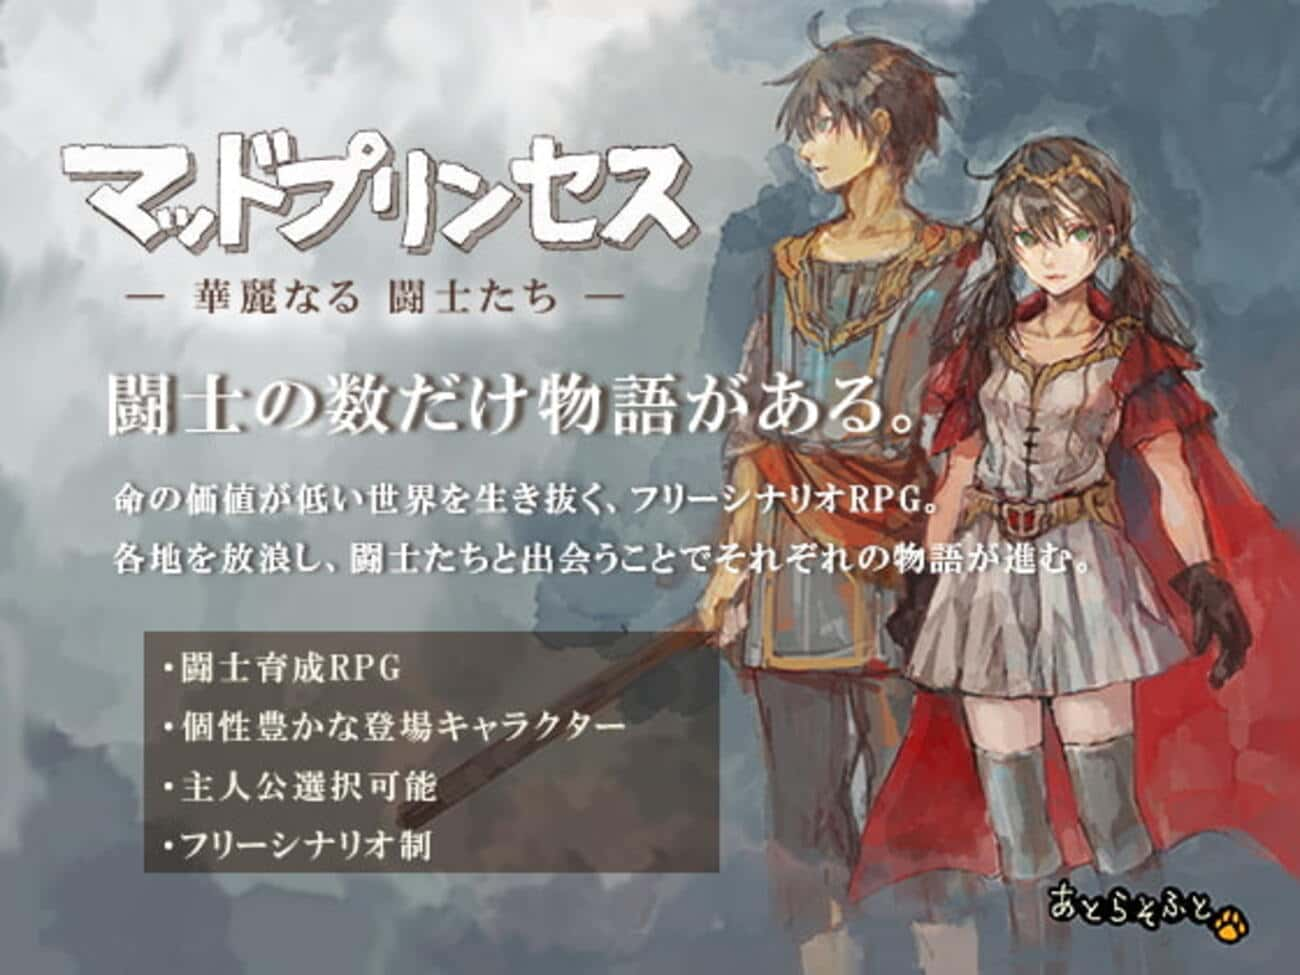 マッドプリンセス
― 華麗なる 闘士たち ―
闘士の数だけ物語がある。
命の価値が低い世界を生き抜く、フリーシナリオRPG。
各地を放浪し、闘士たちと出会うことでそれぞれの物語が進む。
・闘士育成RPG
・個性豊かな登場キャラクター
・主人公選択可能
・フリーシナリオ制
あとらそふと